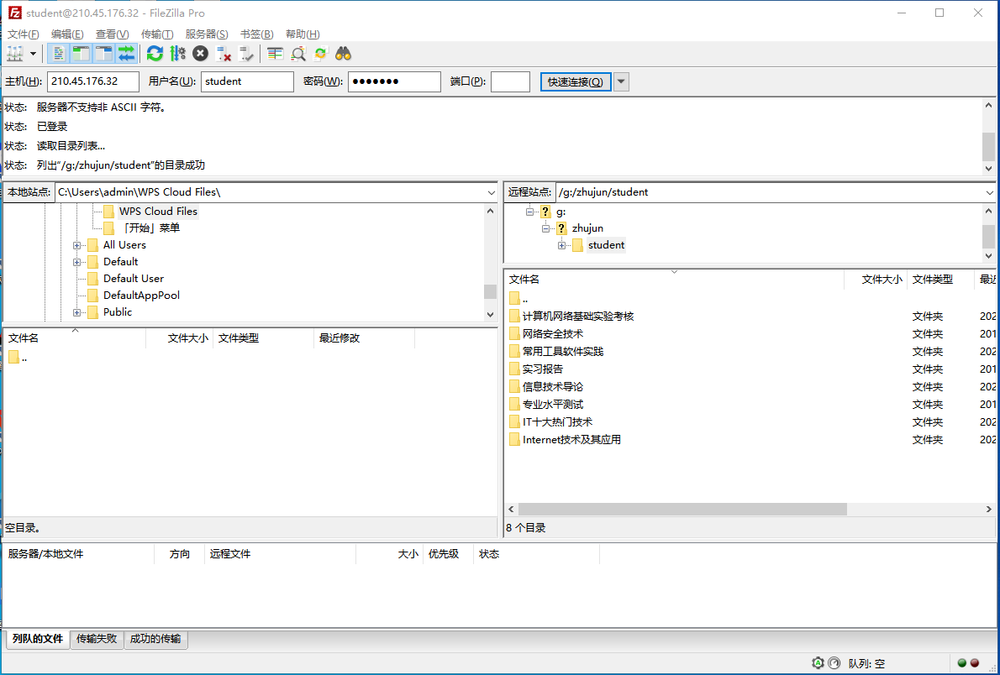 student@210.45.176.32 - FileZilla Pro
文件(F) 编辑(E) 查看(V) 传输(T) 服务器(S) 书签(B) 帮助(H)
主机(H): 210.45.176.32 用户名(U): student 密码(W): ●●●●●●● 端口(P): 快速连接(Q)
状态: 服务器不支持非 ASCII 字符。
状态: 已登录
状态: 读取目录列表...
状态: 列出"/g:/zhujun/student"的目录成功
本地站点: C:\Users\admin\WPS Cloud Files\
WPS Cloud Files
「开始」菜单
All Users
Default
Default User
DefaultAppPool
Public
文件名 文件大小 文件类型 最近修改
..
空目录。
远程站点: /g:/zhujun/student
g:
zhujun
student
文件名 文件大小 文件类型 最近
..
计算机网络基础实验考核 文件夹 202
网络安全技术 文件夹 201
常用工具软件实践 文件夹 202
实习报告 文件夹 201
信息技术导论 文件夹 202
专业水平测试 文件夹 201
IT十大热门技术 文件夹 202
Internet技术及其应用 文件夹 202
8 个目录
服务器/本地文件 方向 远程文件 大小 优先级 状态
列队的文件 传输失败 成功的传输
队列: 空